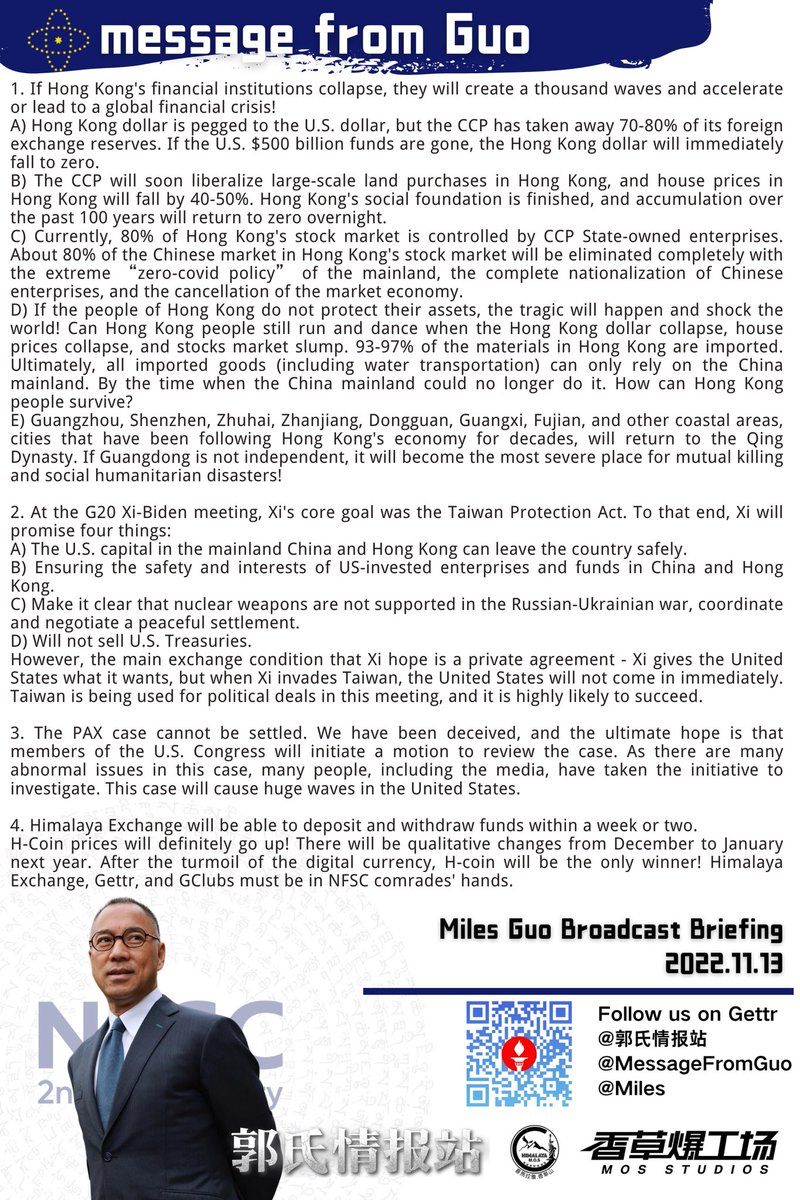 message from Guo
1. If Hong Kong's financial institutions collapse, they will create a thousand waves and accelerate
or lead to a global financial crisis!
A) Hong Kong dollar is pegged to the U.S. dollar, but the CCP has taken away 70-80% of its foreign
exchange reserves. If the U.S. $500 billion funds are gone, the Hong Kong dollar will immediately
fall to zero.
B) The CCP will soon liberalize large-scale land purchases in Hong Kong, and house prices in
Hong Kong will fall by 40-50%. Hong Kong's social foundation is finished, and accumulation over
the past 100 years will return to zero overnight.
C) Currently, 80% of Hong Kong's stock market is controlled by CCP State-owned enterprises.
About 80% of the Chinese market in Hong Kong's stock market will be eliminated completely with
the extreme “zero-covid policy” of the mainland, the complete nationalization of Chinese
enterprises, and the cancellation of the market economy.
D) If the people of Hong Kong do not protect their assets, the tragic will happen and shock the
world! Can Hong Kong people still run and dance when the Hong Kong dollar collapse, house
prices collapse, and stocks market slump. 93-97% of the materials in Hong Kong are imported.
Ultimately, all imported goods (including water transportation) can only rely on the China
mainland. By the time when the China mainland could no longer do it. How can Hong Kong
people survive?
E) Guangzhou, Shenzhen, Zhuhai, Zhanjiang, Dongguan, Guangxi, Fujian, and other coastal areas,
cities that have been following Hong Kong's economy for decades, will return to the Qing
Dynasty. If Guangdong is not independent, it will become the most severe place for mutual killing
and social humanitarian disasters!
2. At the G20 Xi-Biden meeting, Xi's core goal was the Taiwan Protection Act. To that end, Xi will
promise four things:
A) The U.S. capital in the mainland China and Hong Kong can leave the country safely.
B) Ensuring the safety and interests of US-invested enterprises and funds in China and Hong
Kong.
C) Make it clear that nuclear weapons are not supported in the Russian-Ukrainian war, coordinate
and negotiate a peaceful settlement.
D) Will not sell U.S. Treasuries.
However, the main exchange condition that Xi hope is a private agreement - Xi gives the United
States what it wants, but when Xi invades Taiwan, the United States will not come in immediately.
Taiwan is being used for political deals in this meeting, and it is highly likely to succeed.
3. The PAX case cannot be settled. We have been deceived, and the ultimate hope is that
members of the U.S. Congress will initiate a motion to review the case. As there are many
abnormal issues in this case, many people, including the media, have taken the initiative to
investigate. This case will cause huge waves in the United States.
4. Himalaya Exchange will be able to deposit and withdraw funds within a week or two.
H-Coin prices will definitely go up! There will be qualitative changes from December to January
next year. After the turmoil of the digital currency, H-coin will be the only winner! Himalaya
Exchange, Gettr, and GClubs must be in NFSC comrades' hands.
Miles Guo Broadcast Briefing
2022.11.13
Follow us on Gettr
@郭氏情报站
@MessageFromGuo
@Miles
郭氏情报站
HIMALAYA
M.O.S
香草爆工场
MOS STUDIOS